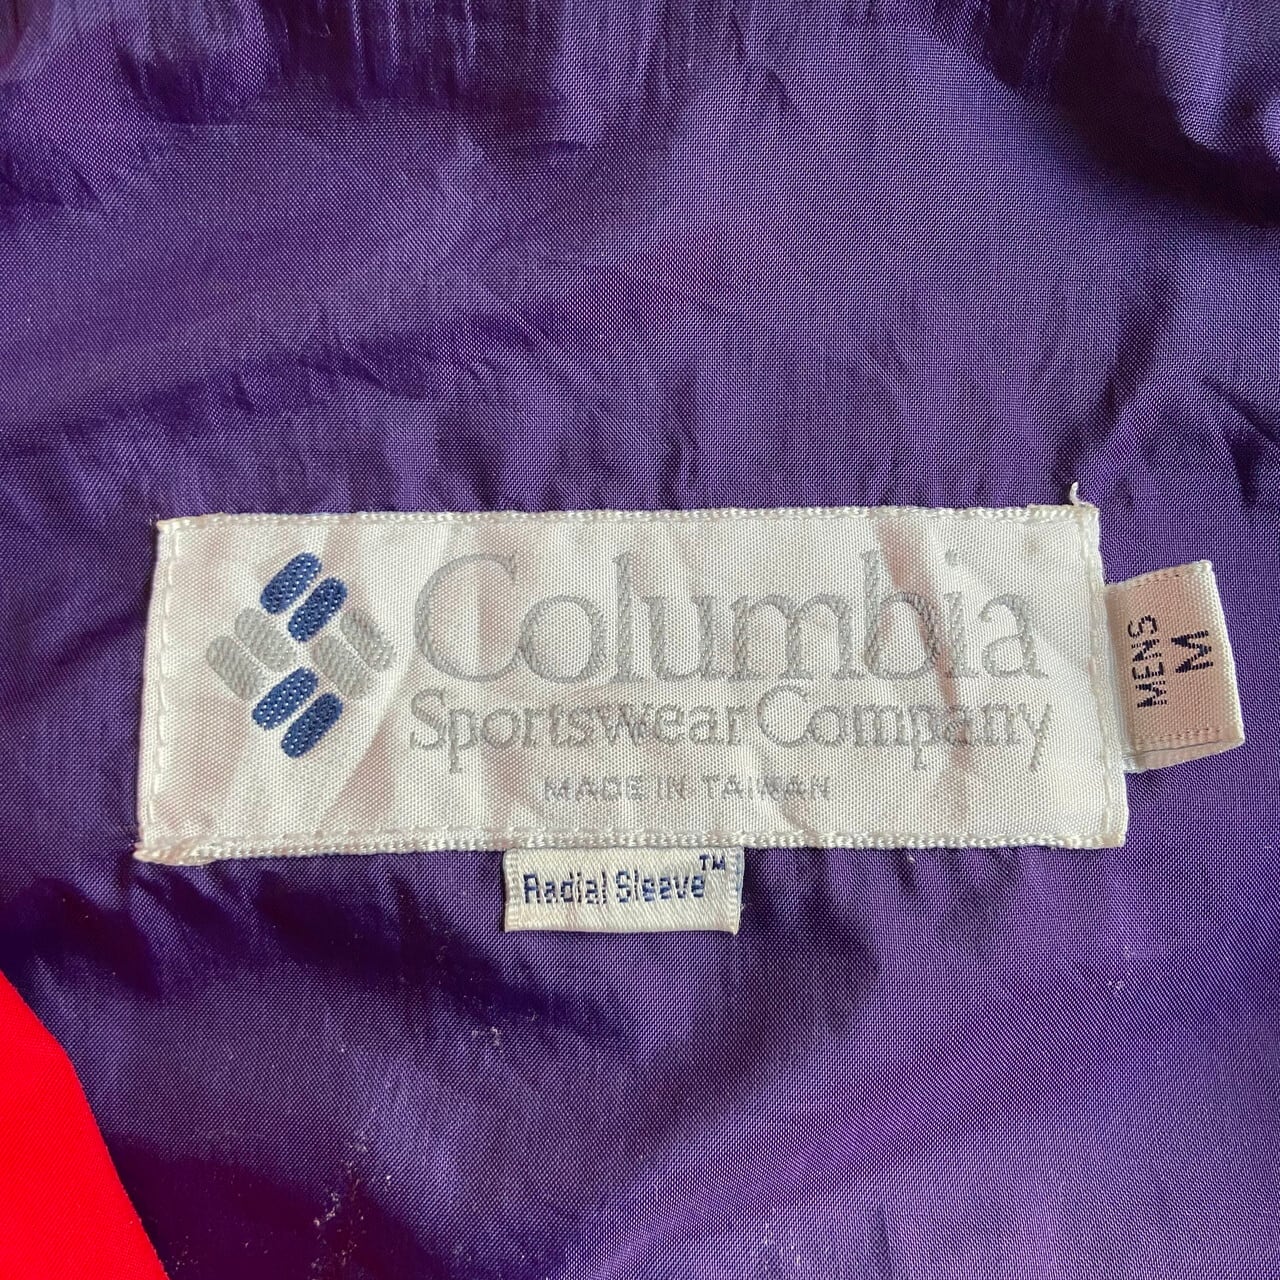 Columbia
Sportswear Company
MADE IN TAIWAN
MENS
M
Radial Sleeve™